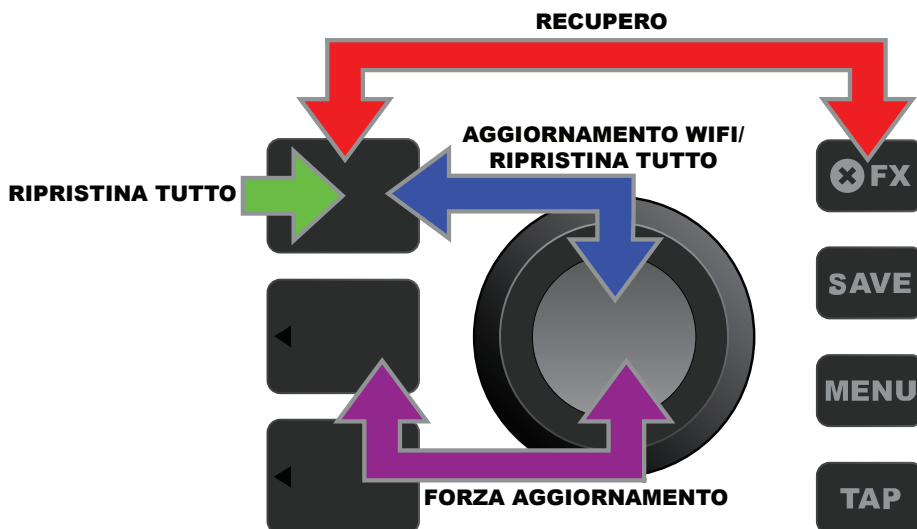 RECUPERO
AGGIORNAMENTO WIFI/
RIPRISTINA TUTTO
RIPRISTINA TUTTO
FX
SAVE
MENU
TAP
FORZA AGGIORNAMENTO